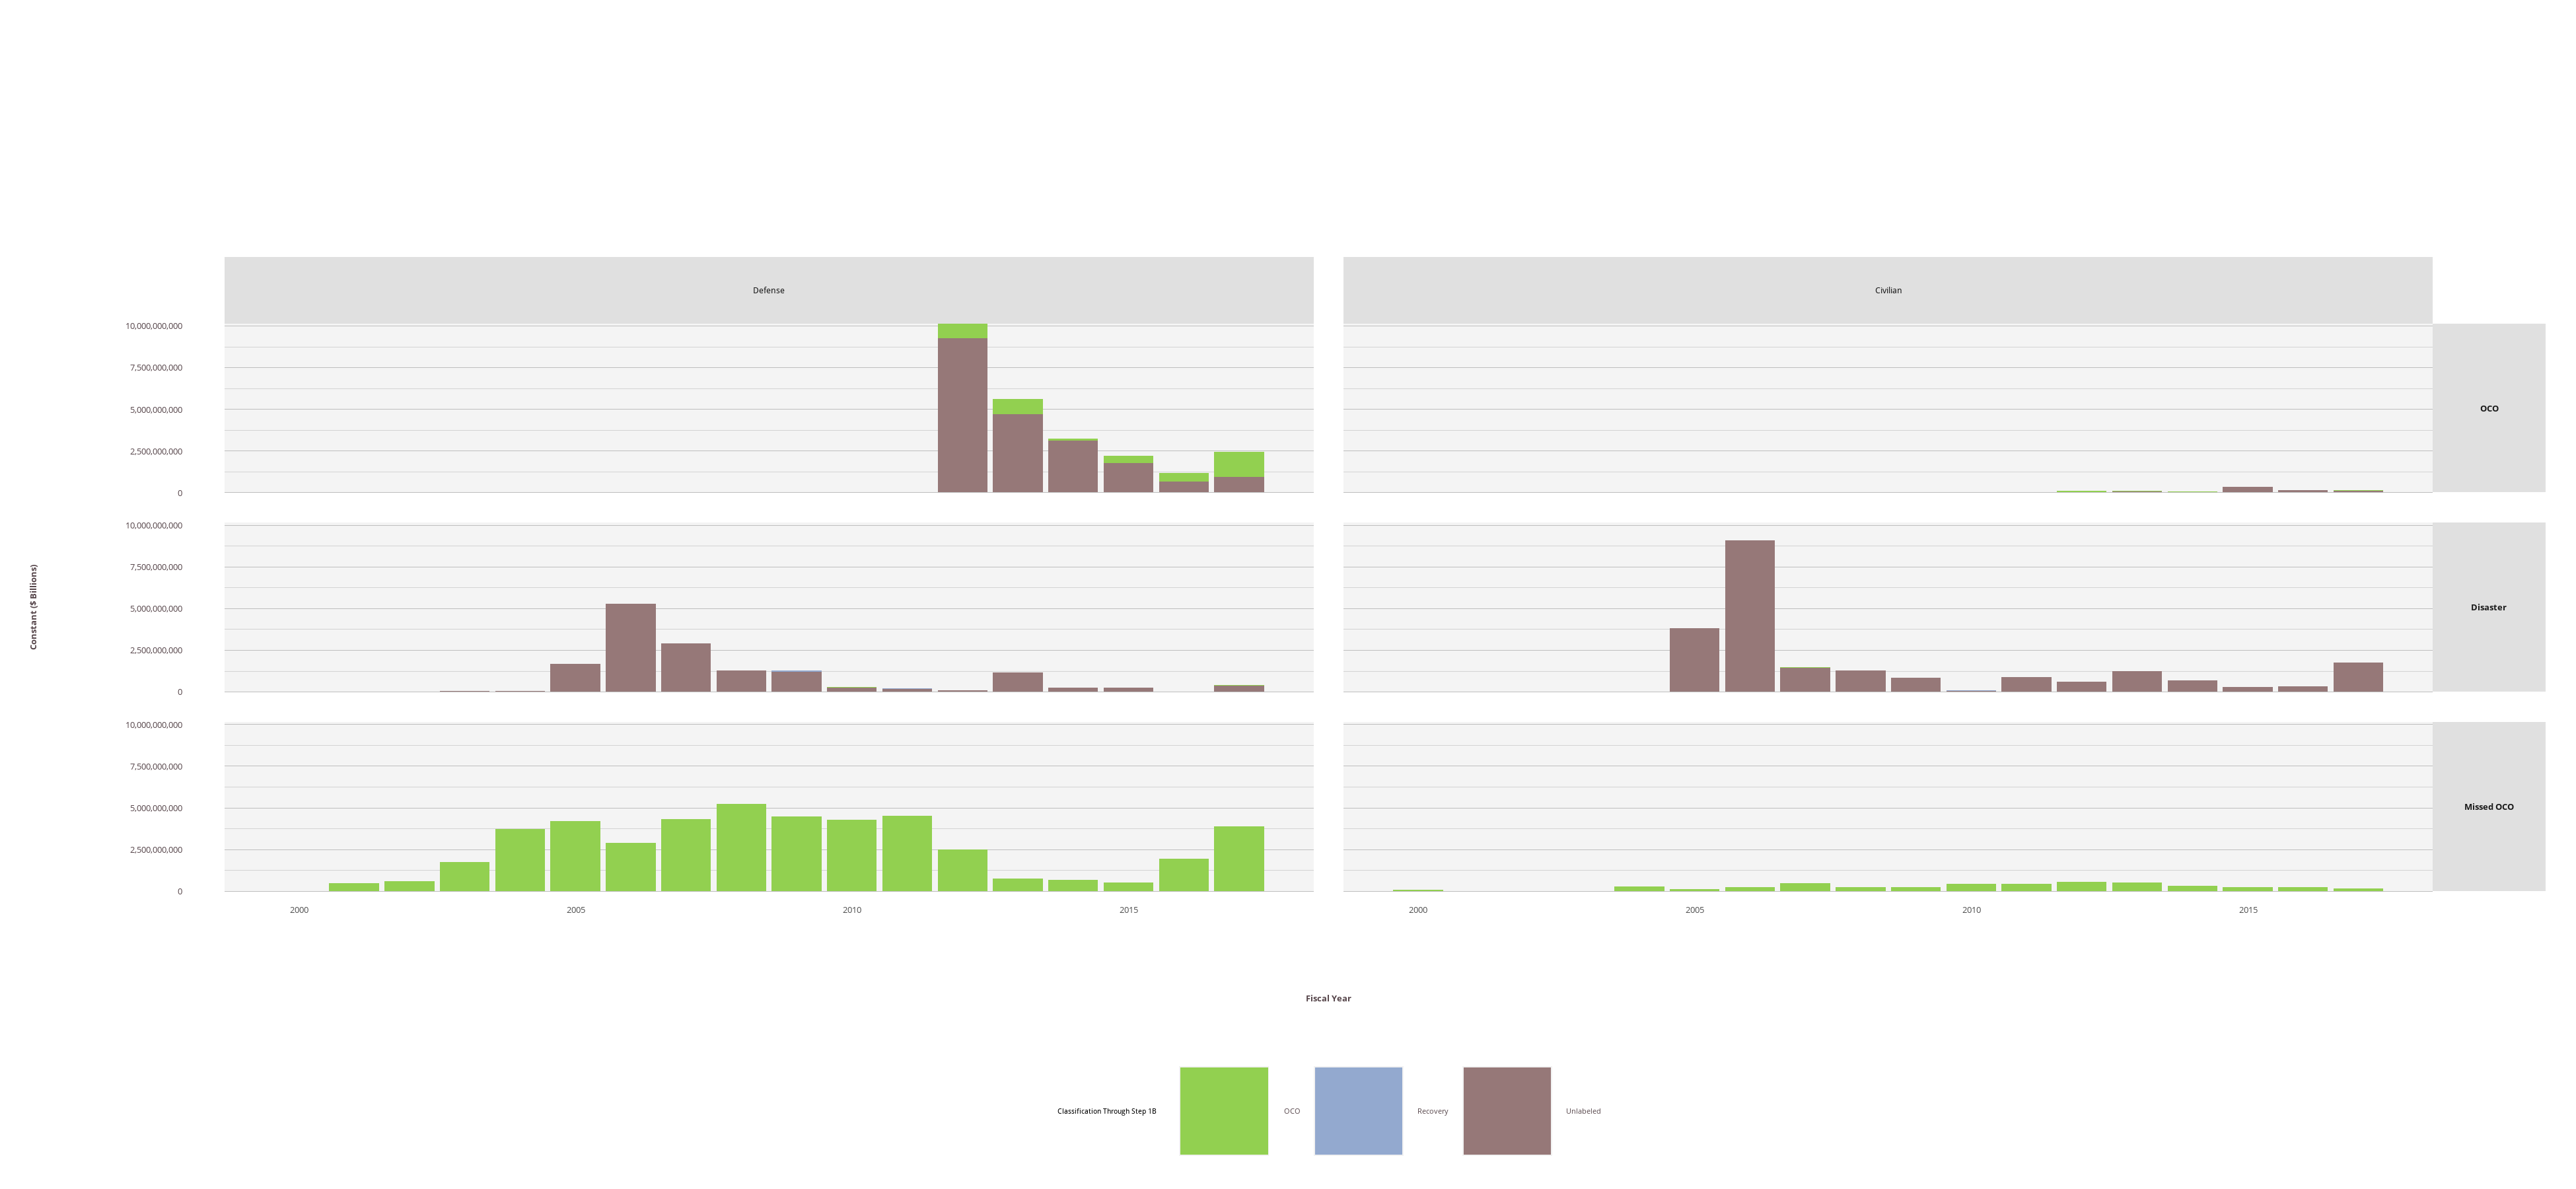 Defense
Civilian
10,000,000,000
7,500,000,000
5,000,000,000
2,500,000,000
0
OCO
10,000,000,000
7,500,000,000
5,000,000,000
2,500,000,000
0
Disaster
10,000,000,000
7,500,000,000
5,000,000,000
2,500,000,000
0
Missed OCO
Constant ($ Billions)
2000
2005
2010
2015
2000
2005
2010
2015
Fiscal Year
Classification Through Step 1B
OCO
Recovery
Unlabeled